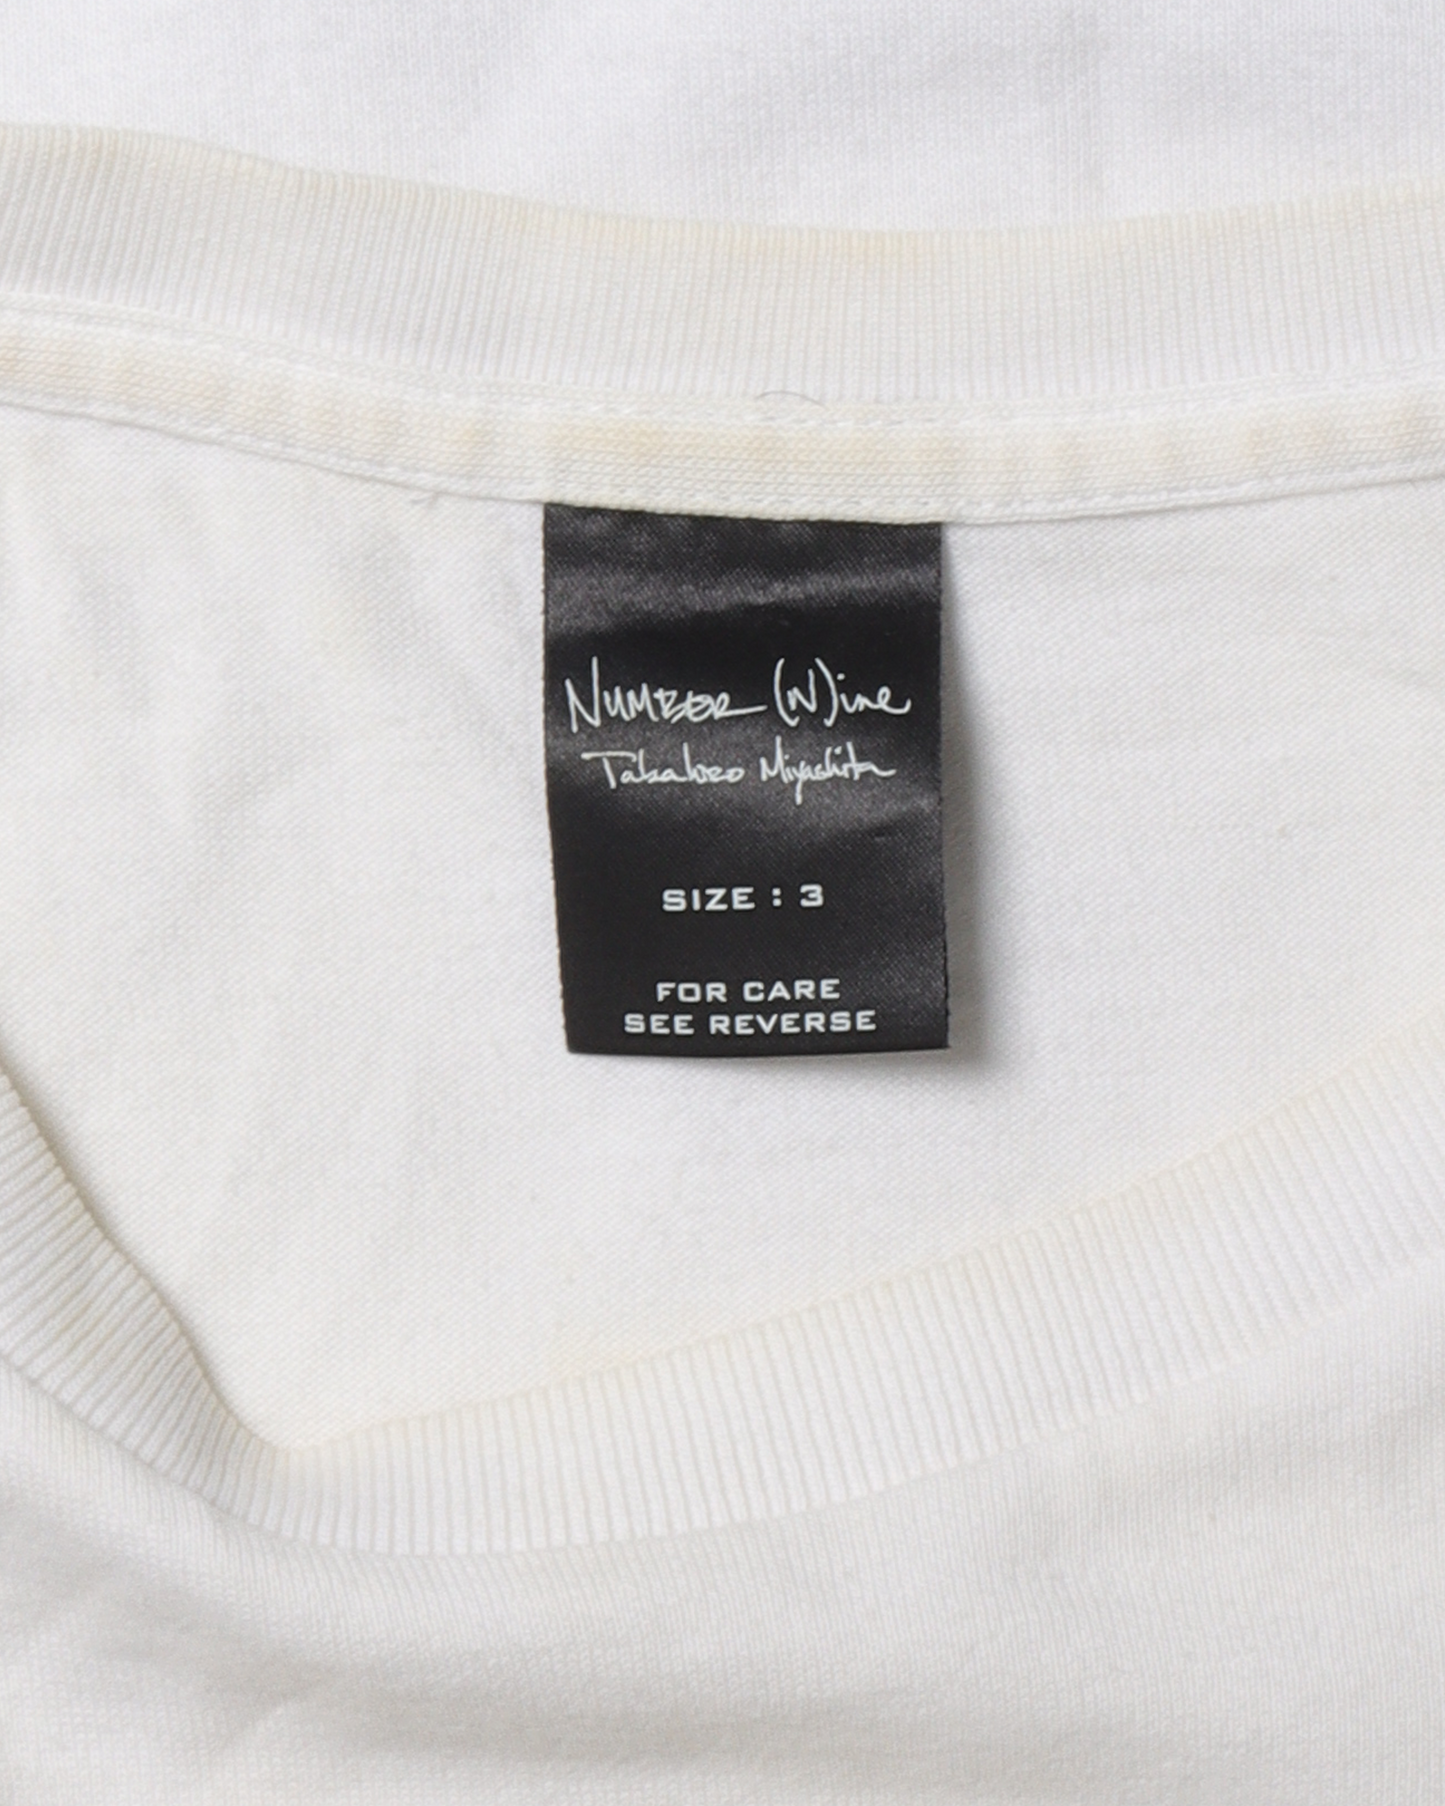 NUMBER (N)ine
Takahiro Miyashita
SIZE : 3
FOR CARE
SEE REVERSE